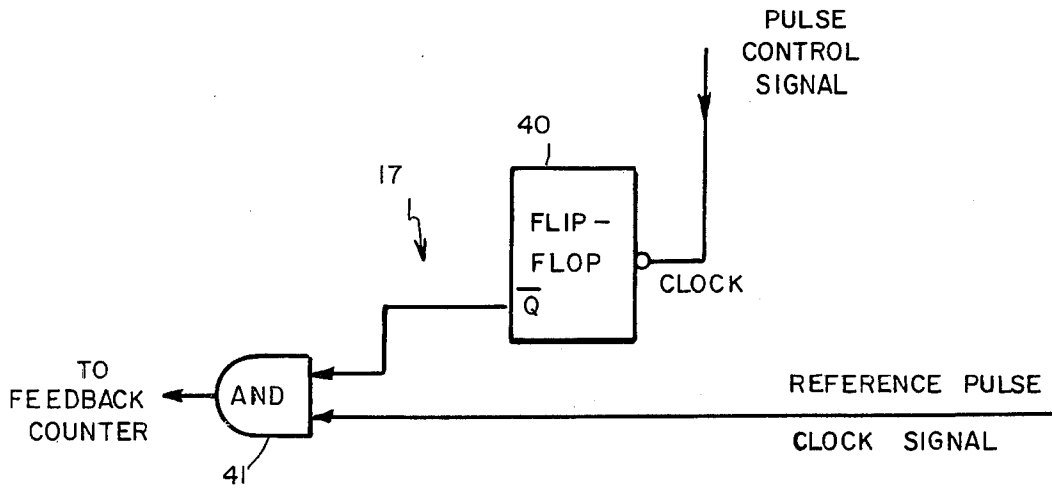 PULSE
CONTROL
SIGNAL
40
17
FLIP-
FLOP
CLOCK
Q̅
TO
FEEDBACK
COUNTER
AND
REFERENCE PULSE
CLOCK SIGNAL
41